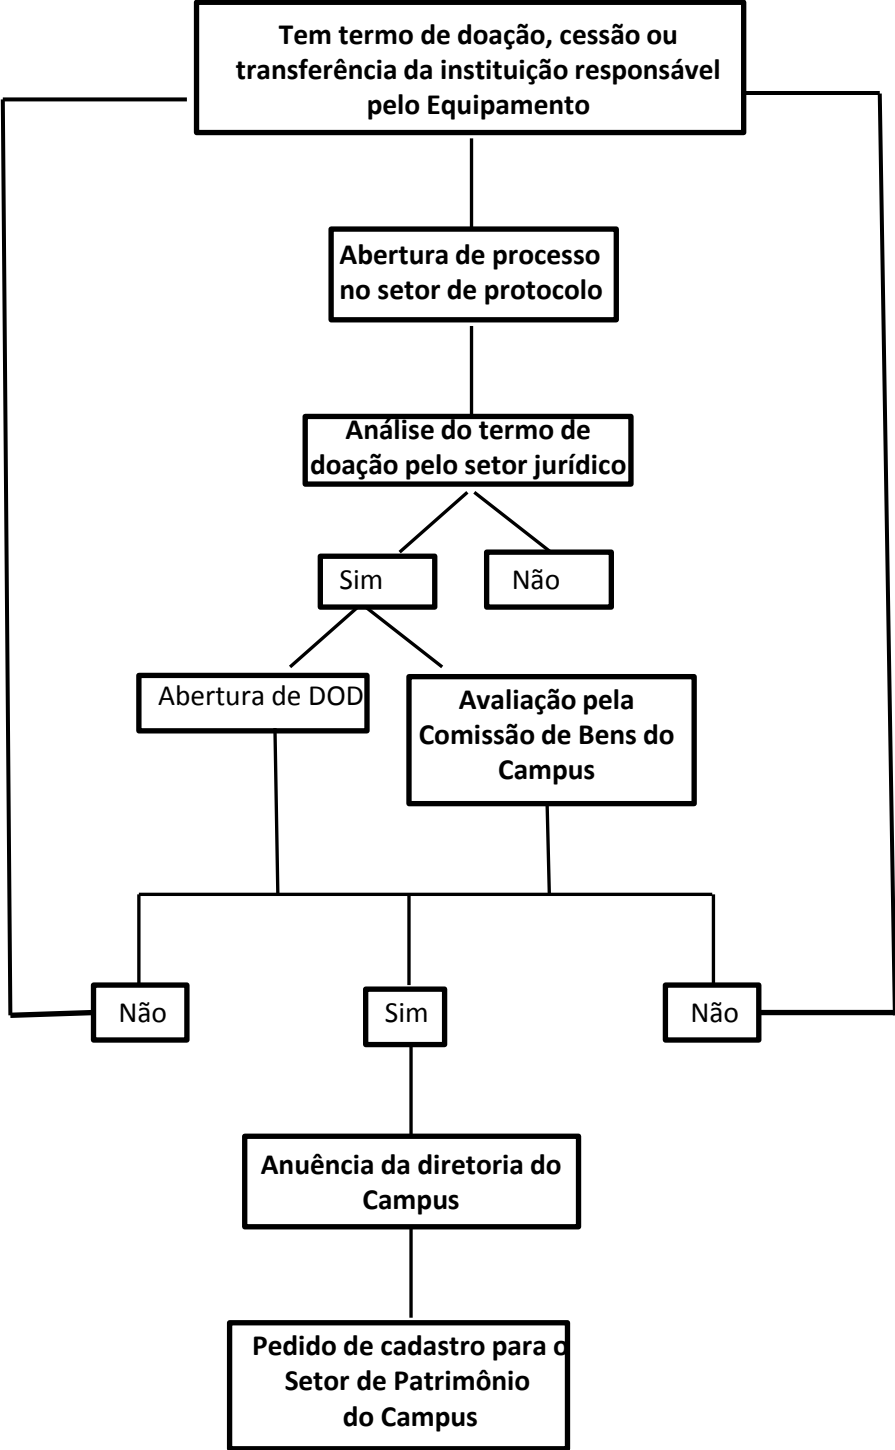 Tem termo de doação, cessão ou
transferência da instituição responsável
pelo Equipamento
Abertura de processo
no setor de protocolo
Análise do termo de
doação pelo setor jurídico
Sim
Não
Abertura de DOD
Avaliação pela
Comissão de Bens do
Campus
Não
Sim
Não
Anuência da diretoria do
Campus
Pedido de cadastro para o
Setor de Patrimônio
do Campus